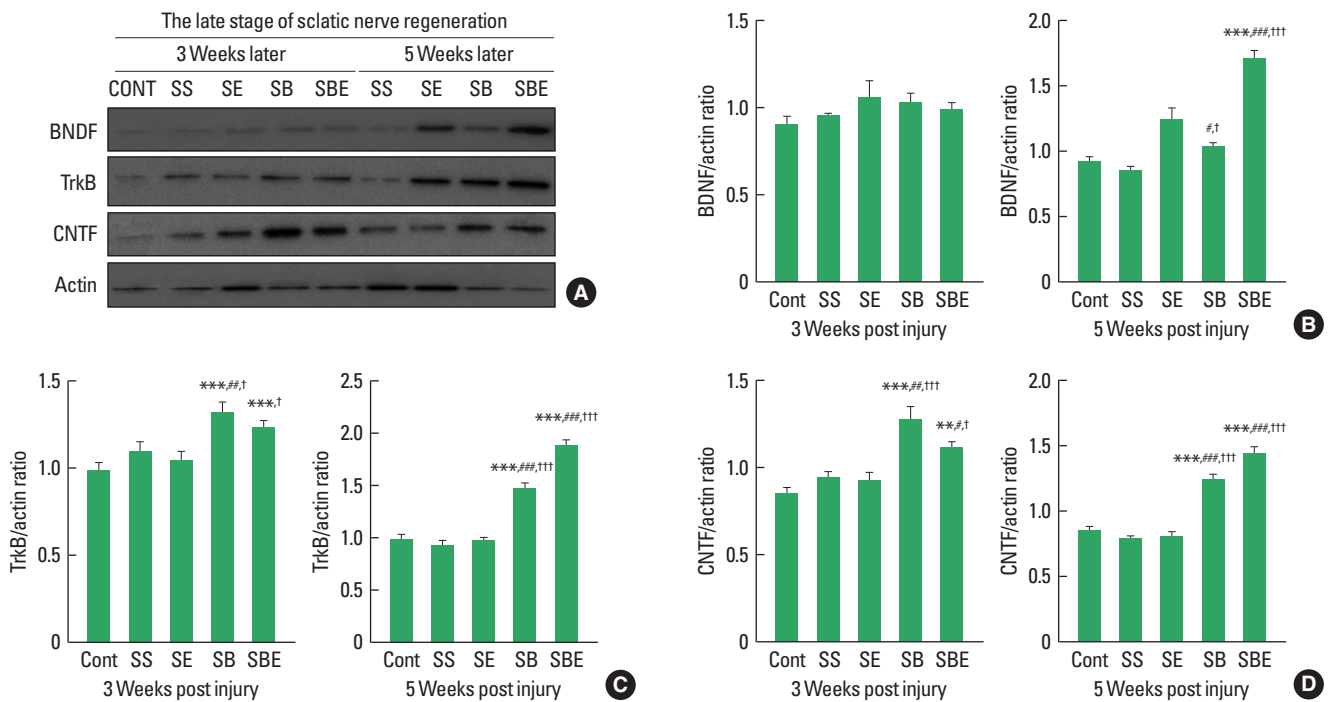 The late stage of sclatic nerve regeneration
3 Weeks later 5 Weeks later
CONT SS SE SB SBE SS SE SB SBE
BNDF
TrkB
CNTF
Actin
A
BDNF/actin ratio
1.5
1.0
0.5
0
Cont SS SE SB SBE
3 Weeks post injury
BDNF/actin ratio
2.0
1.5
1.0
0.5
0
#,†
***,###,†††
Cont SS SE SB SBE
5 Weeks post injury
B
TrkB/actin ratio
1.5
1.0
0.5
0
***,##,†
***,†
Cont SS SE SB SBE
3 Weeks post injury
TrkB/actin ratio
2.5
2.0
1.5
1.0
0.5
0
***,###,†††
***,###,†††
Cont SS SE SB SBE
5 Weeks post injury
C
CNTF/actin ratio
1.5
1.0
0.5
0
***,##,†††
**,#,†
Cont SS SE SB SBE
3 Weeks post injury
CNTF/actin ratio
2.0
1.5
1.0
0.5
0
***,###,†††
***,###,†††
Cont SS SE SB SBE
5 Weeks post injury
D